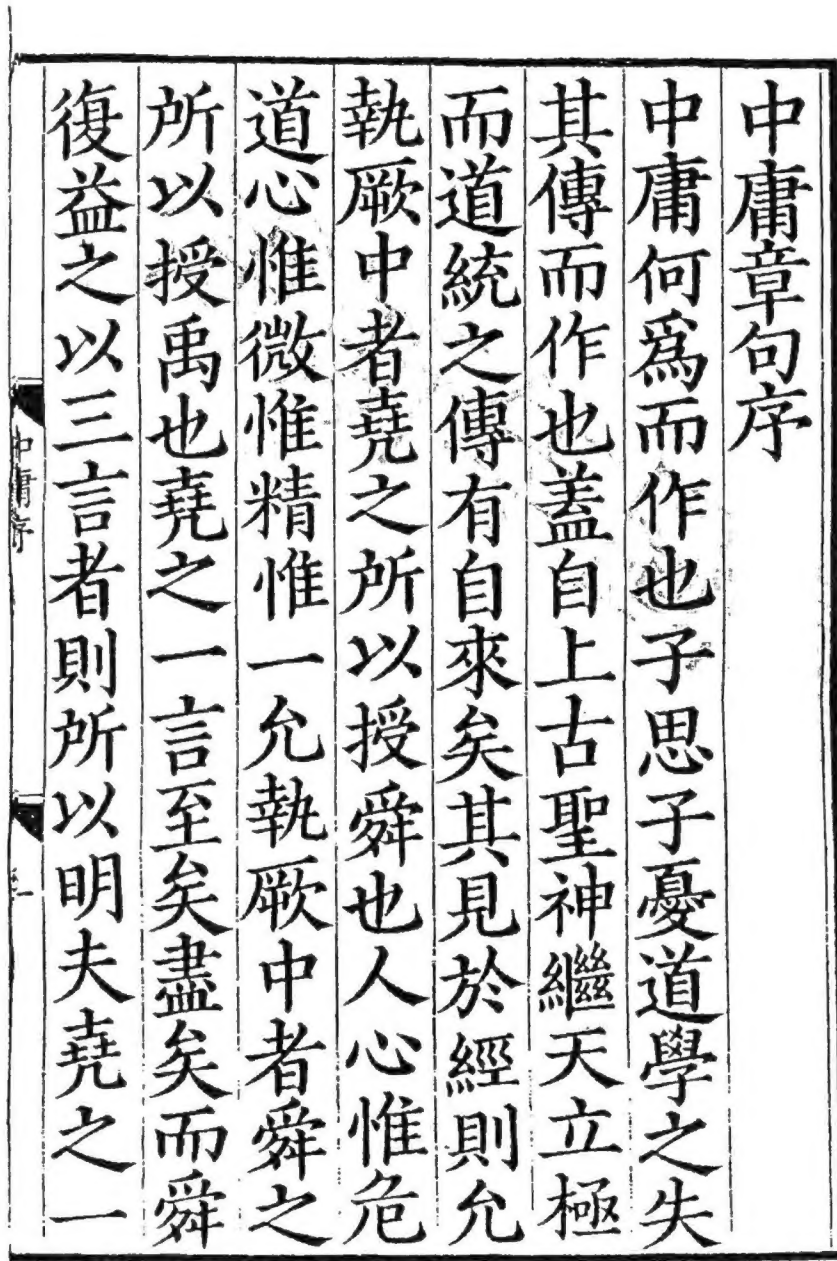 中庸章句序
中庸何爲而作也子思子憂道學之失
其傳而作也蓋自上古聖神繼天立極
而道統之傳有自來矣其見於經則允
執厥中者堯之所以授舜也人心惟危
道心惟微惟精惟一允執厥中者舜之
所以授禹也堯之一言至矣盡矣而舜
復益之以三言者則所以明夫堯之一
中庸序